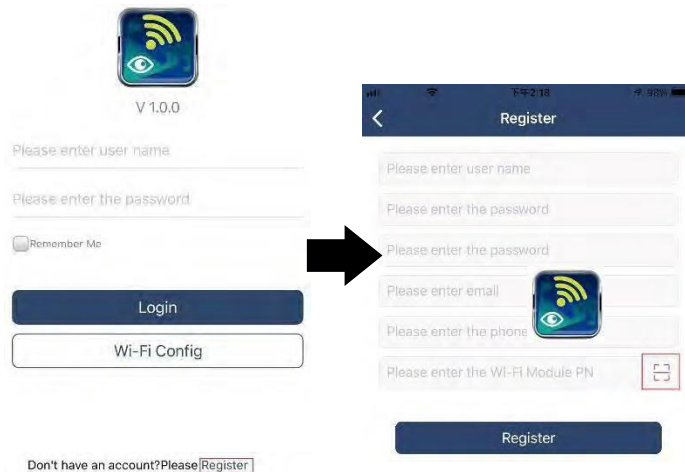 V 1.0.0
Please enter user name
Please enter the password
Remember Me
Login
Wi-Fi Config
Don't have an account?Please Register
下午2:18
98%
Register
Please enter user name
Please enter the password
Please enter the password
Please enter email
Please enter the phone
Please enter the Wi-Fi Module PN
Register